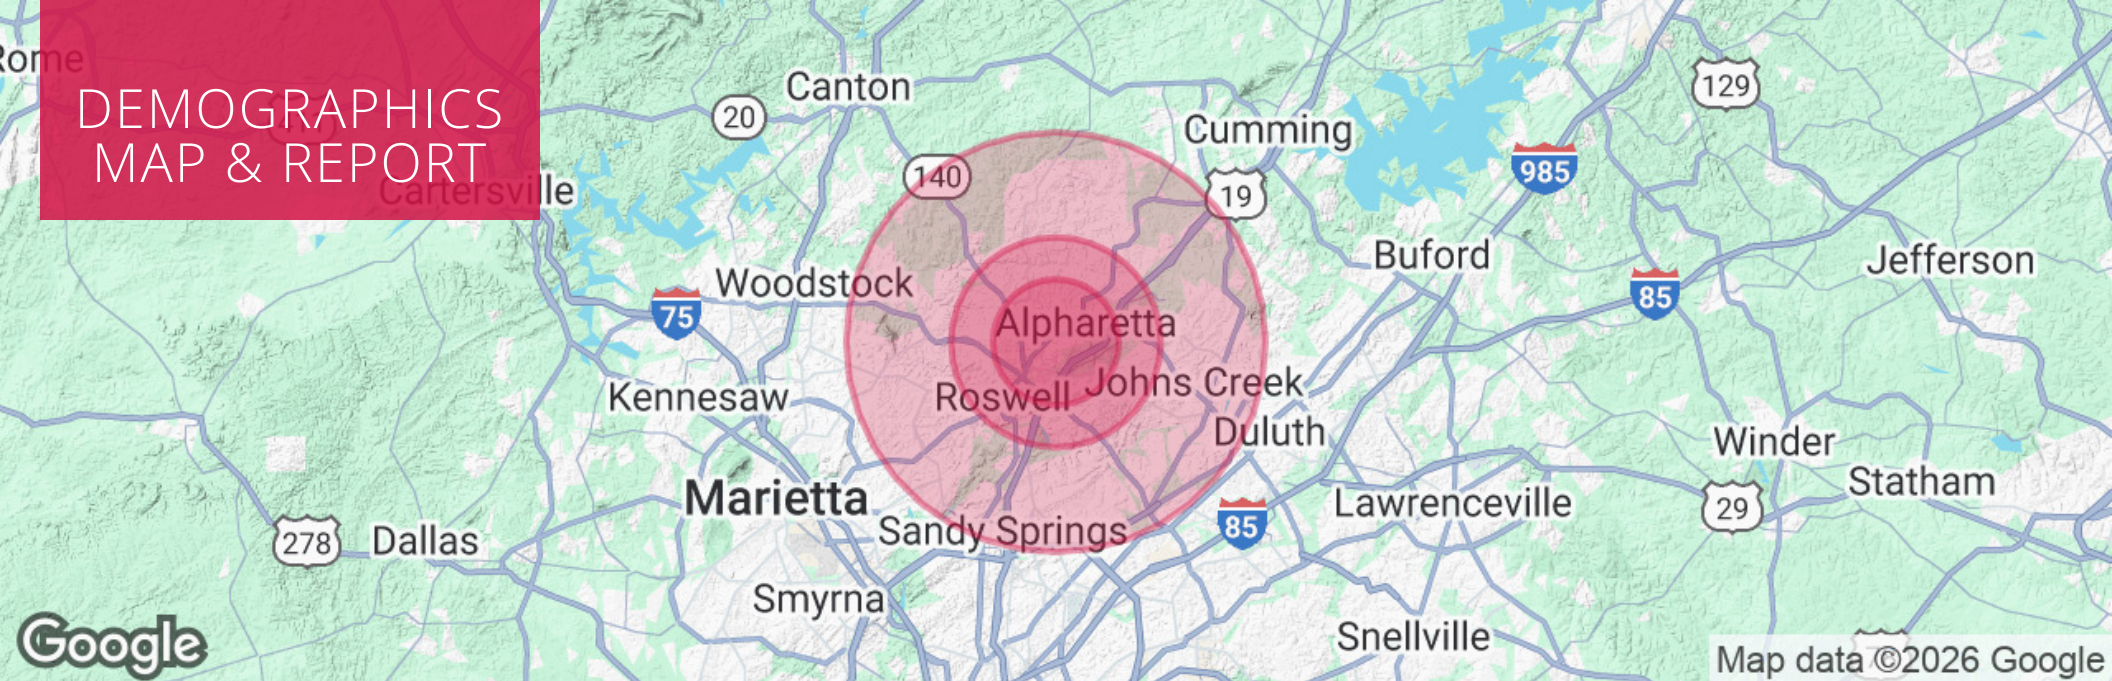 DEMOGRAPHICS
MAP & REPORT
Rome
Cartersville
Canton
20
140
Cumming
19
129
985
Woodstock
75
Buford
85
Jefferson
Alpharetta
Kennesaw
Roswell
Johns Creek
Duluth
Winder
Marietta
Sandy Springs
85
Lawrenceville
29
Statham
278
Dallas
Smyrna
Snellville
Google
Map data ©2026 Google